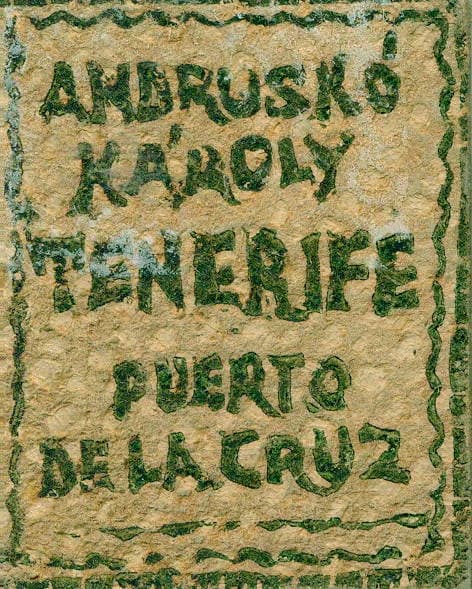 ANDRUSKÓ
KÁROLY
TENERIFE
PUERTO
DE LA CRUZ